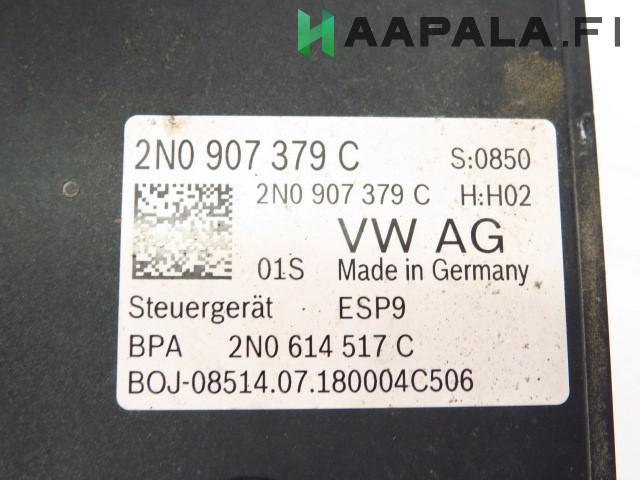 HAAPALA.FI
2N0 907 379 C S:0850
2N0 907 379 C H:H02
VW AG
01S Made in Germany
Steuergerät ESP9
BPA 2N0 614 517 C
BOJ-08514.07.180004C506